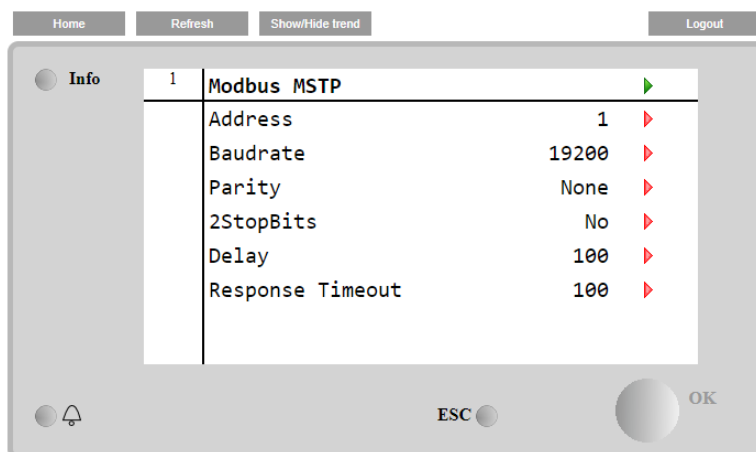 Home Refresh Show/Hide trend Logout
Info
1 Modbus MSTP
Address 1
Baudrate 19200
Parity None
2StopBits No
Delay 100
Response Timeout 100
ESC OK